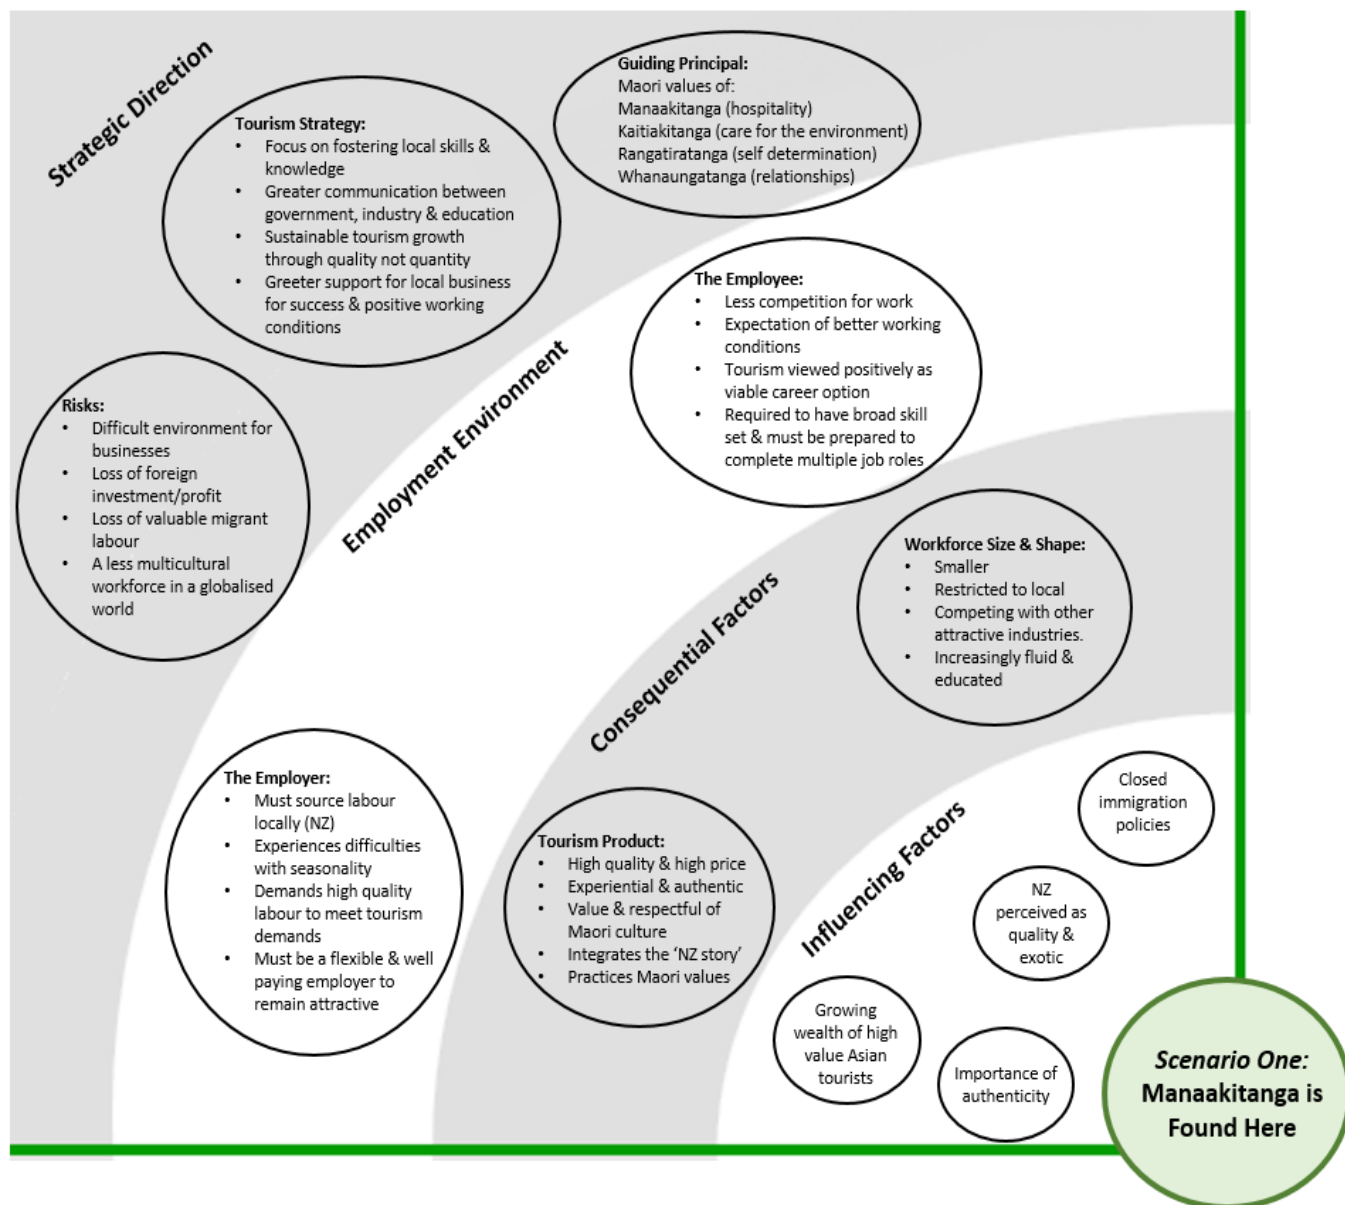 Strategic Direction
Guiding Principal:
Maori values of:
Manaakitanga (hospitality)
Kaitiakitanga (care for the environment)
Rangatiratanga (self determination)
Whanaungatanga (relationships)
Tourism Strategy:
• Focus on fostering local skills &
knowledge
• Greater communication between
government, industry & education
• Sustainable tourism growth
through quality not quantity
• Greeter support for local business
for success & positive working
conditions
Risks:
• Difficult environment for
businesses
• Loss of foreign
investment/profit
• Loss of valuable migrant
labour
• A less multicultural
workforce in a globalised
world
Employment Environment
The Employee:
• Less competition for work
• Expectation of better working
conditions
• Tourism viewed positively as
viable career option
• Required to have broad skill
set & must be prepared to
complete multiple job roles
The Employer:
• Must source labour
locally (NZ)
• Experiences difficulties
with seasonality
• Demands high quality
labour to meet tourism
demands
• Must be a flexible & well
paying employer to
remain attractive
Consequential Factors
Workforce Size & Shape:
• Smaller
• Restricted to local
• Competing with other
attractive industries.
• Increasingly fluid &
educated
Tourism Product:
• High quality & high price
• Experiential & authentic
• Value & respectful of
Maori culture
• Integrates the ‘NZ story’
• Practices Maori values
Influencing Factors
Closed
immigration
policies
NZ
perceived as
quality &
exotic
Growing
wealth of high
value Asian
tourists
Importance of
authenticity
Scenario One:
Manaakitanga is
Found Here